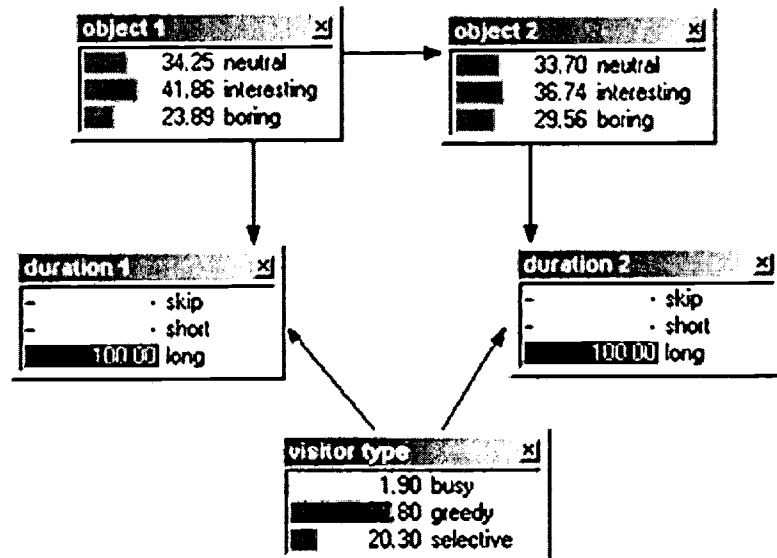 object 1
34,25 neutral
41,86 interesting
23,89 boring
object 2
33,70 neutral
36,74 interesting
29,56 boring
duration 1
- - skip
- - short
100.00 long
duration 2
- - skip
- - short
100.00 long
visitor type
1,90 busy
,80 greedy
20,30 selective